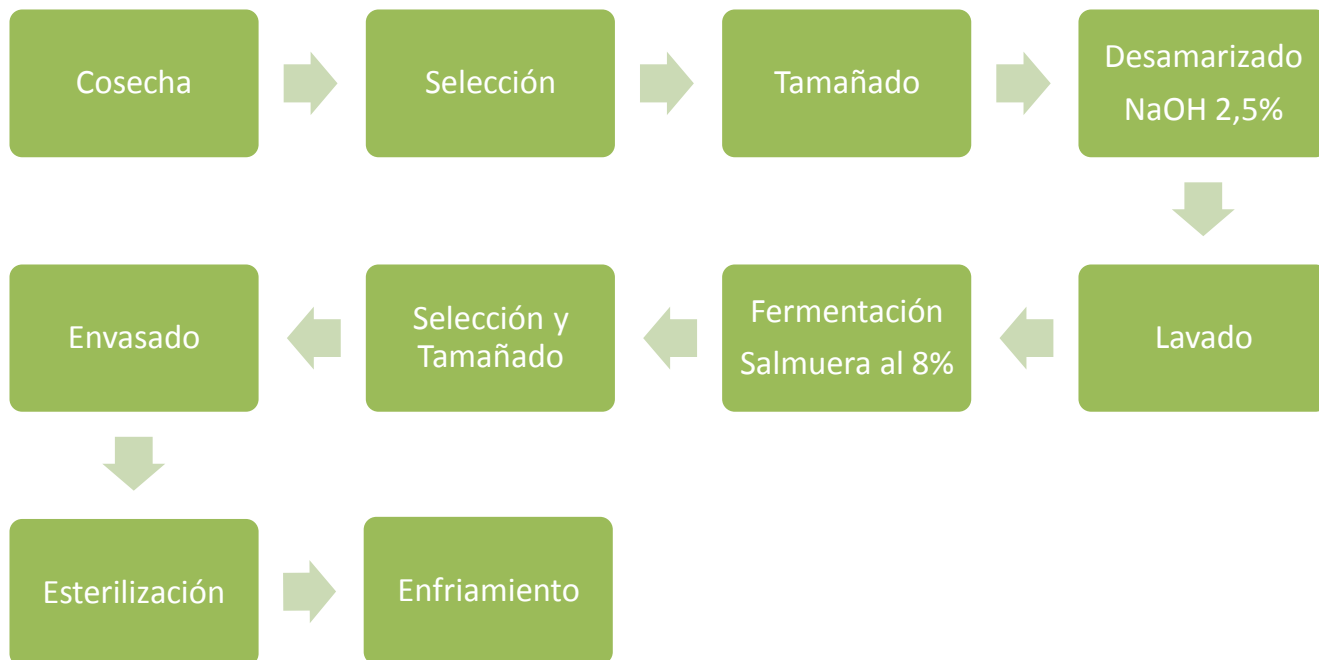 Cosecha
Selección
Tamañado
Desamarizado
NaOH 2,5%
Lavado
Fermentación
Salmuera al 8%
Selección y
Tamañado
Envasado
Esterilización
Enfriamiento